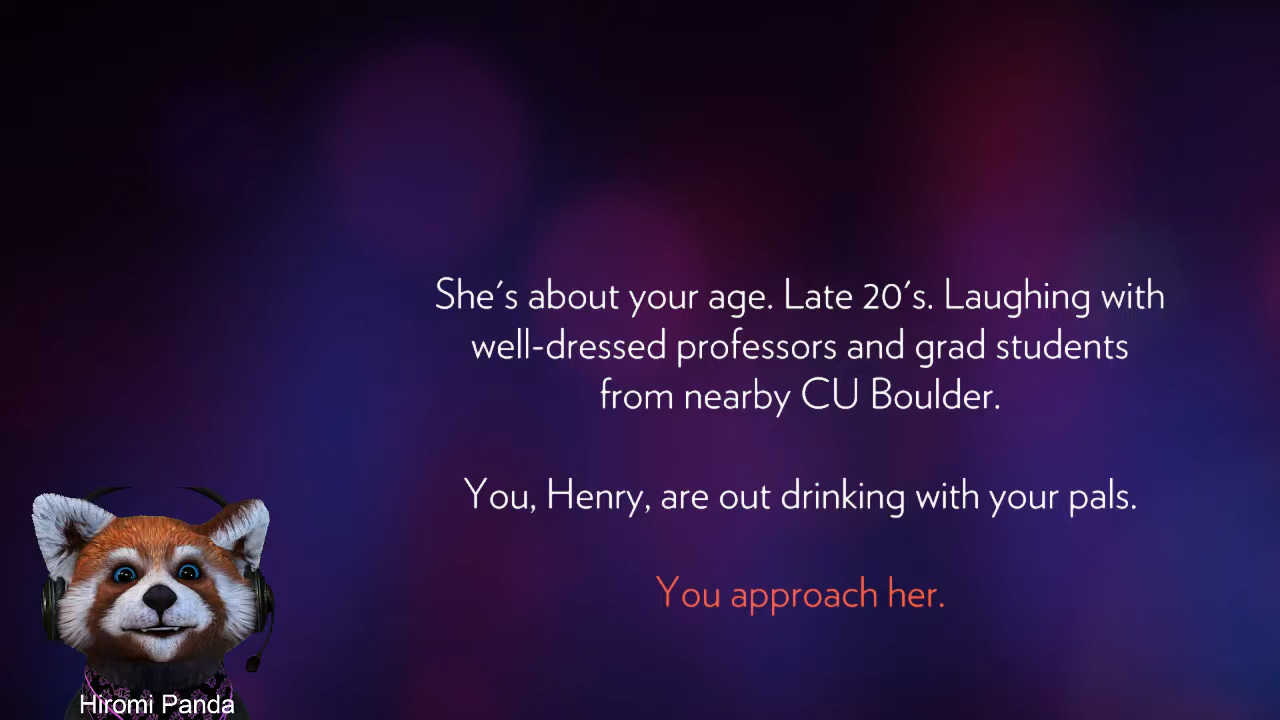 She's about your age. Late 20's. Laughing with
well-dressed professors and grad students
from nearby CU Boulder.
You, Henry, are out drinking with your pals.
You approach her.
Hiromi Panda